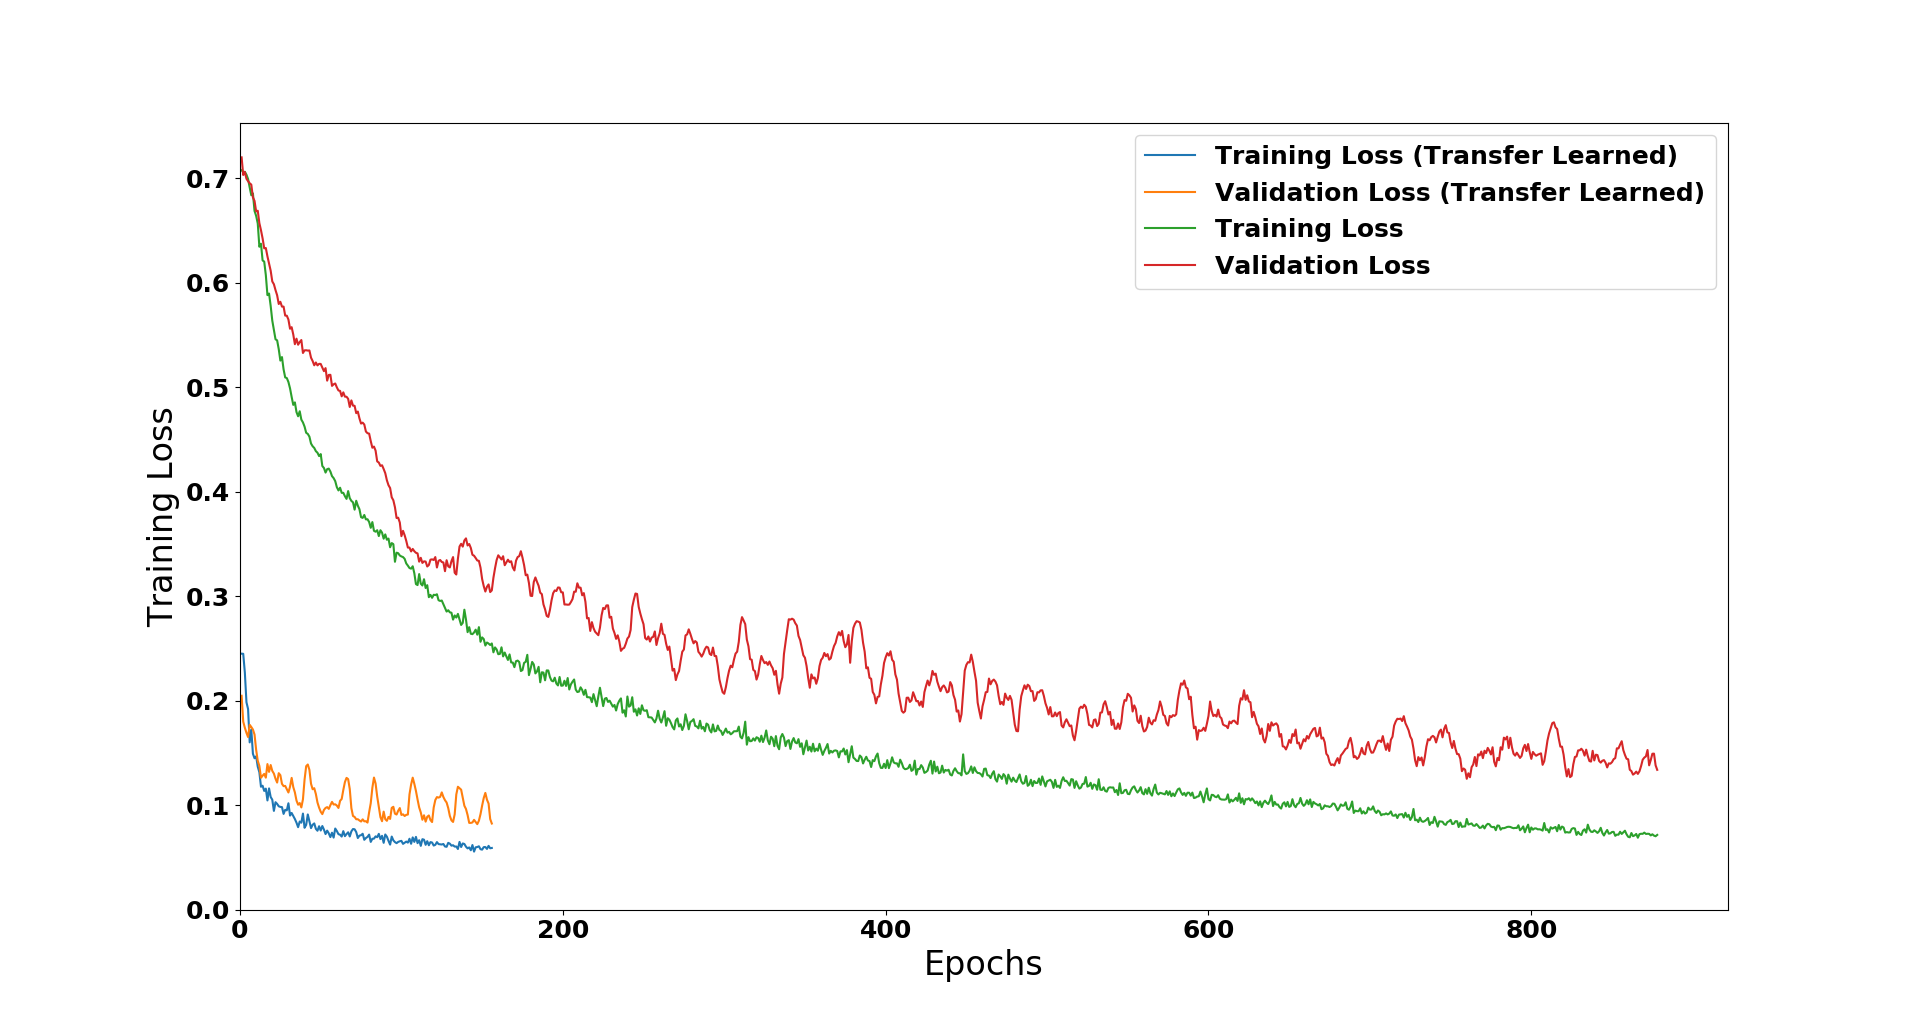 Training Loss (Transfer Learned)
Validation Loss (Transfer Learned)
Training Loss
Validation Loss
0.7
0.6
0.5
0.4
0.3
0.2
0.1
0.0
Training Loss
0 200 400 600 800
Epochs